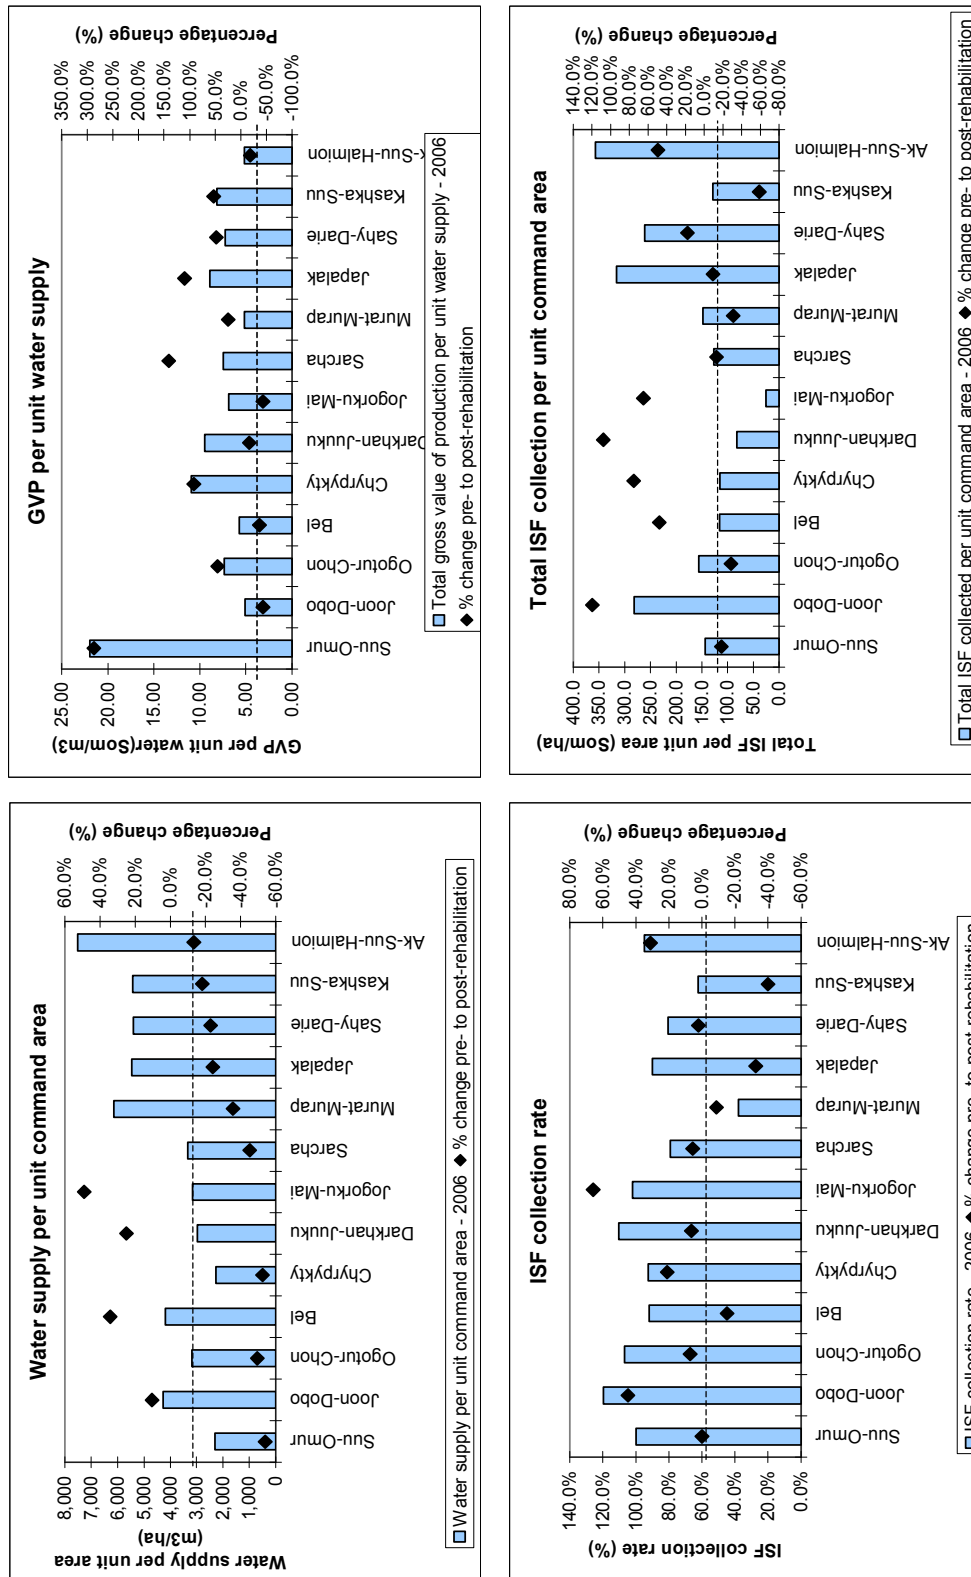 Water supply per unit command area
Water supply per unit area
(m3/ha)
8,000
7,000
6,000
5,000
4,000
3,000
2,000
1,000
0
60.0%
40.0%
20.0%
0.0%
-20.0%
-40.0%
-60.0%
Percentage change (%)
Suu-Omur
Joon-Dobo
Ogotur-Chon
Bel
Chyrpykty
Darkhan-Juuku
Jogorku-Mai
Sarcha
Murat-Murap
Japalak
Sahy-Darie
Kashka-Suu
Ak-Suu-Halmion
Water supply per unit command area - 2006 ◆ % change pre- to post-rehabilitation
GVP per unit water supply
GVP per unit water(Som/m3)
25.00
20.00
15.00
10.00
5.00
0.00
350.0%
300.0%
250.0%
200.0%
150.0%
100.0%
50.0%
0.0%
-50.0%
-100.0%
Percentage change
(%)
Suu-Omur
Joon-Dobo
Ogotur-Chon
Bel
Chyrpykty
Darkhan-Juuku
Jogorku-Mai
Sarcha
Murat-Murap
Japalak
Sahy-Darie
Kashka-Suu
k-Suu-Halmion
Total gross value of production per unit water supply - 2006
◆ % change pre- to post-rehabilitation
ISF collection rate
ISF collection rate (%)
140.0%
120.0%
100.0%
80.0%
60.0%
40.0%
20.0%
0.0%
80.0%
60.0%
40.0%
20.0%
0.0%
-20.0%
-40.0%
-60.0%
Percentage change (%)
Suu-Omur
Joon-Dobo
Ogotur-Chon
Bel
Chyrpykty
Darkhan-Juuku
Jogorku-Mai
Sarcha
Murat-Murap
Japalak
Sahy-Darie
Kashka-Suu
Ak-Suu-Halmion
ISF collection rate - 2006 ◆ % change pre- to post-rehabilitation
Total ISF collection per unit command area
Total ISF per unit area (Som/ha)
400.0
350.0
300.0
250.0
200.0
150.0
100.0
50.0
0.0
140.0%
120.0%
100.0%
80.0%
60.0%
40.0%
20.0%
0.0%
-20.0%
-40.0%
-60.0%
-80.0%
Percentage change
(%)
Suu-Omur
Joon-Dobo
Ogotur-Chon
Bel
Chyrpykty
Darkhan-Juuku
Jogorku-Mai
Sarcha
Murat-Murap
Japalak
Sahy-Darie
Kashka-Suu
Ak-Suu-Halmion
Total ISF collected per unit command area - 2006 ◆ % change pre- to post-rehabilitation